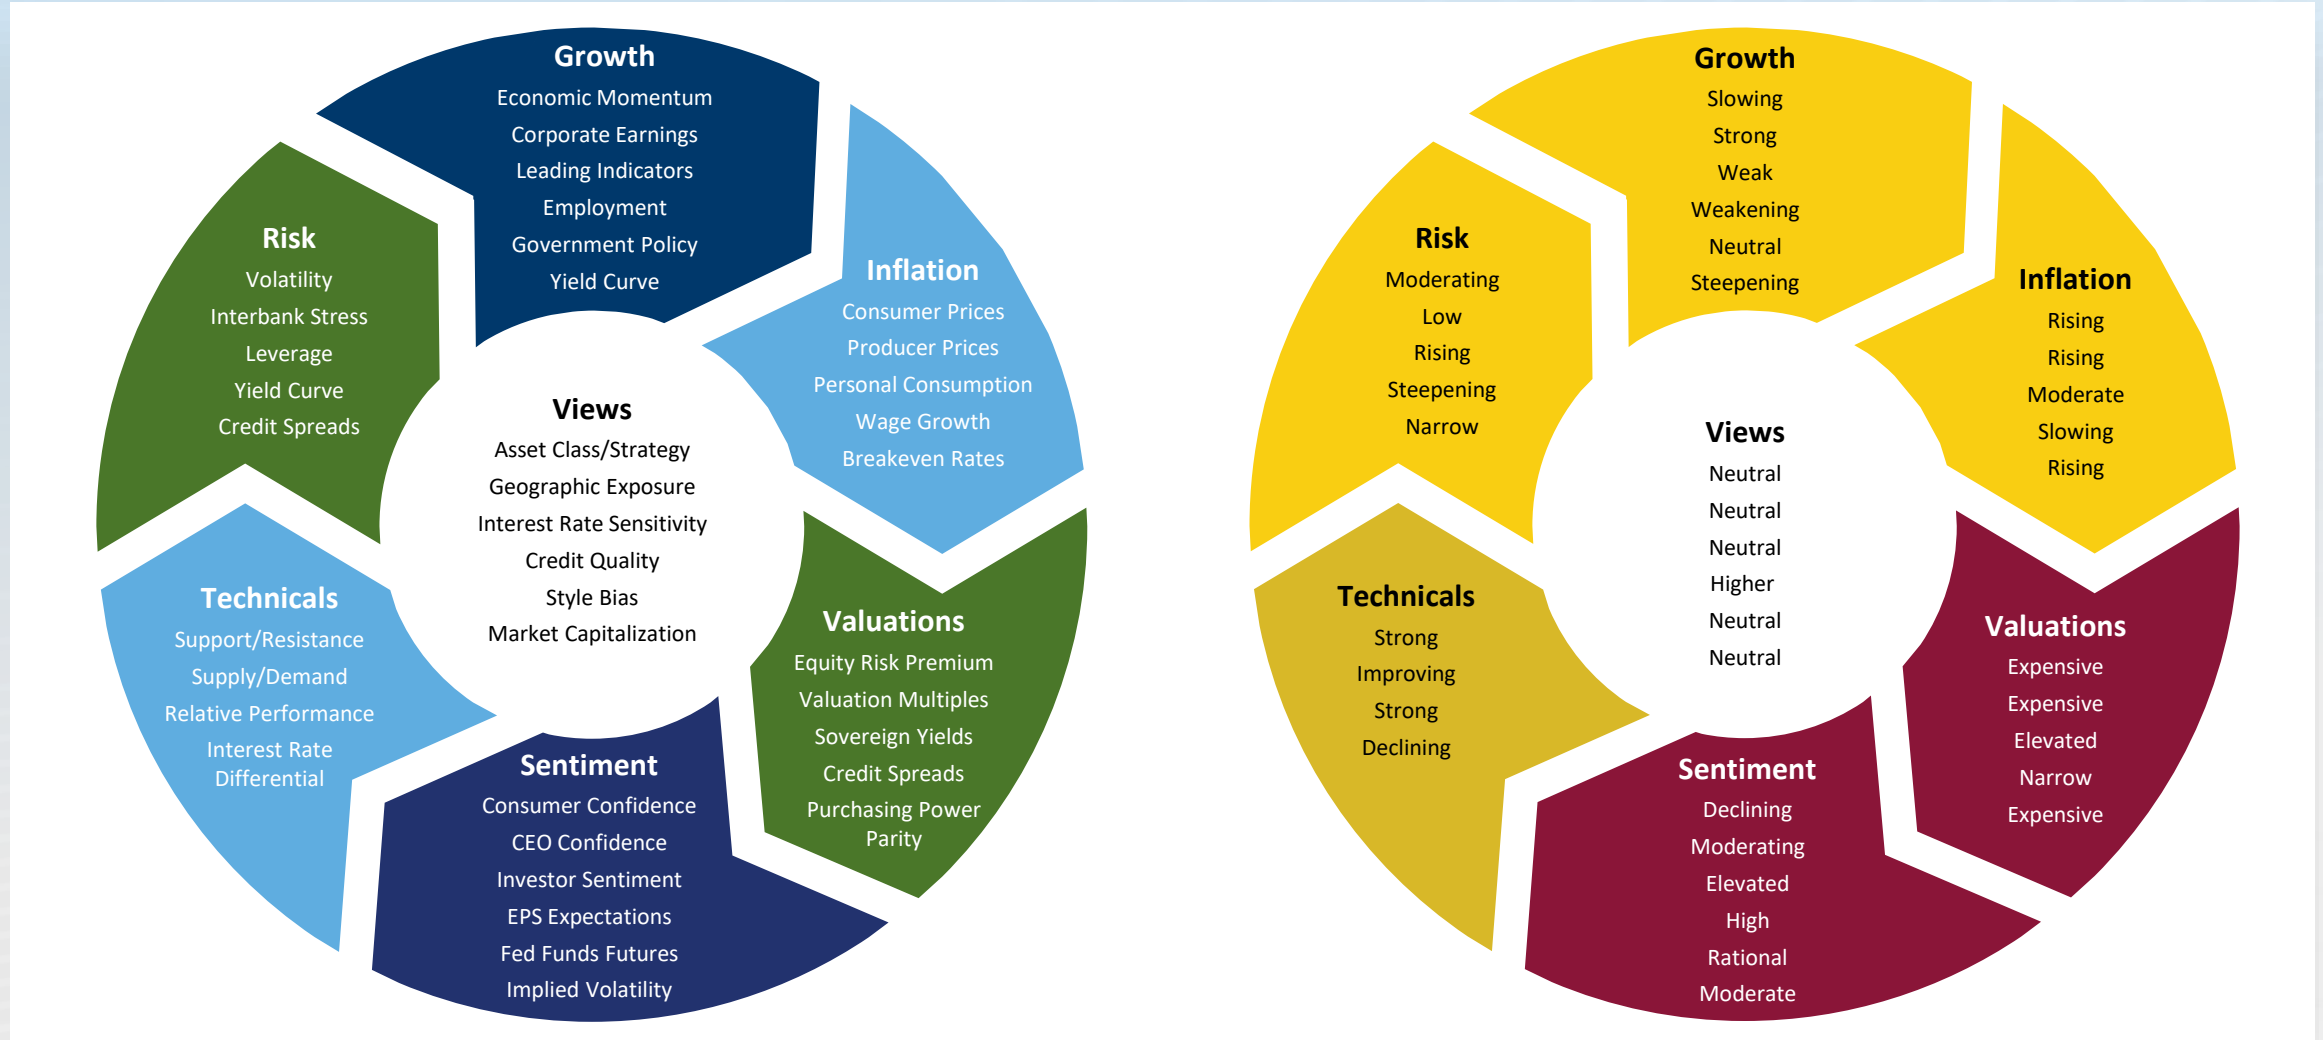 Growth
Economic Momentum
Corporate Earnings
Leading Indicators
Employment
Government Policy
Yield Curve
Inflation
Consumer Prices
Producer Prices
Personal Consumption
Wage Growth
Breakeven Rates
Valuations
Equity Risk Premium
Valuation Multiples
Sovereign Yields
Credit Spreads
Purchasing Power
Parity
Sentiment
Consumer Confidence
CEO Confidence
Investor Sentiment
EPS Expectations
Fed Funds Futures
Implied Volatility
Technicals
Support/Resistance
Supply/Demand
Relative Performance
Interest Rate
Differential
Risk
Volatility
Interbank Stress
Leverage
Yield Curve
Credit Spreads
Views
Asset Class/Strategy
Geographic Exposure
Interest Rate Sensitivity
Credit Quality
Style Bias
Market Capitalization
Growth
Slowing
Strong
Weak
Weakening
Neutral
Steepening
Inflation
Rising
Rising
Moderate
Slowing
Rising
Valuations
Expensive
Expensive
Elevated
Narrow
Expensive
Sentiment
Declining
Moderating
Elevated
High
Rational
Moderate
Technicals
Strong
Improving
Strong
Declining
Risk
Moderating
Low
Rising
Steepening
Narrow
Views
Neutral
Neutral
Neutral
Higher
Neutral
Neutral